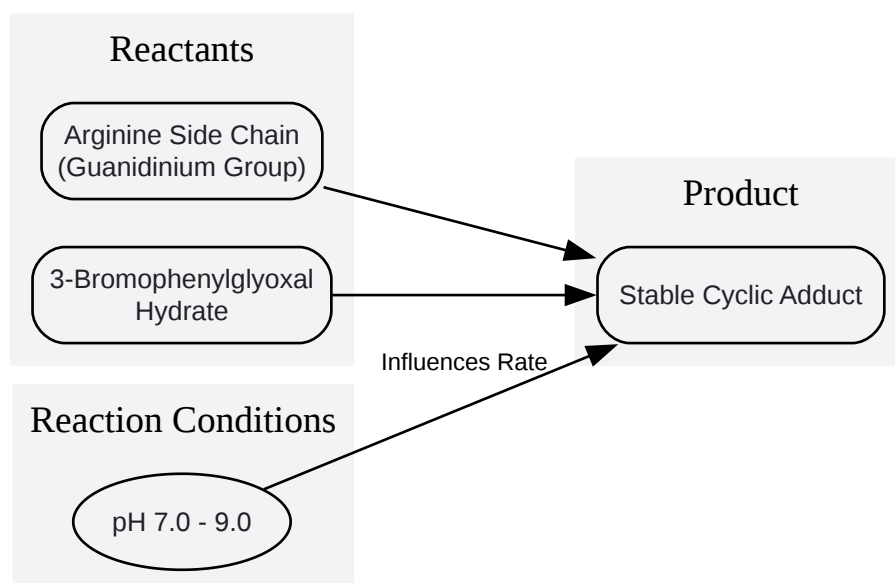 Reactants
Arginine Side Chain
(Guanidinium Group)
3-Bromophenylglyoxal
Hydrate
Product
Stable Cyclic Adduct
Influences Rate
Reaction Conditions
pH 7.0 - 9.0